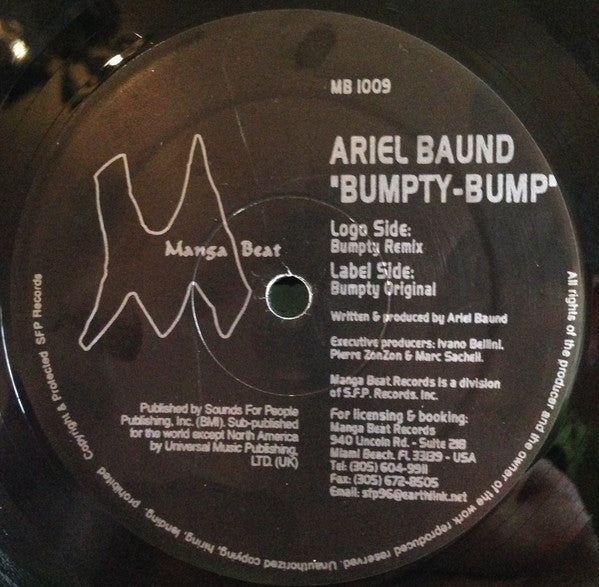 MB 1009
ARIEL BAUND
"BUMPTY-BUMP"
Logo Side:
Bumpty Remix
Label Side:
Bumpty Original
Written & produced by Ariel Baund
Executive producers: Ivano Bellini,
Pierre ZonZon & Marc Sacheli.
Manga Beat Records is a division
of S.F.P. Records, Inc.
For licensing & booking:
Manga Beat Records
940 Lincoln Rd. - Suite 218
Miami Beach, FL 33139 - USA
Tel: (305) 604-9911
Fax: (305) 672-8505
Email: sfp96@earthlink.net
Manga Beat
Published by Sounds For People
Publishing, Inc. (BMI). Sub-published
for the world except North America
by Universal Music Publishing,
LTD. (UK)
All rights of the producer and the owner of the work reproduced reserved. Unauthorized copying, hiring, lending, prohibited Copyright & Protected SFP Records